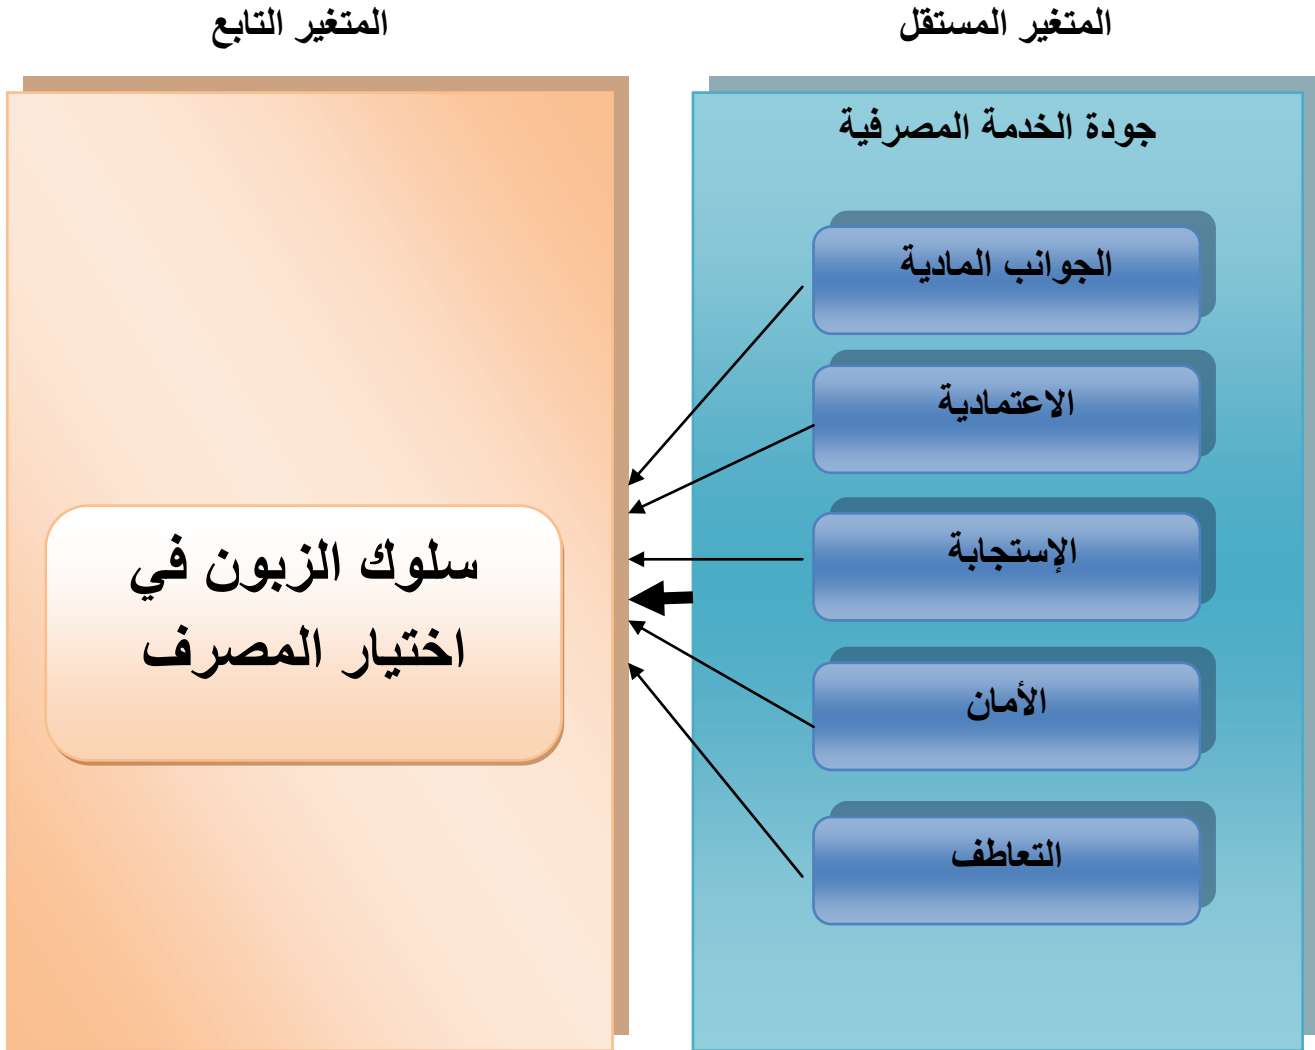 المتغير المستقل
المتغير التابع
جودة الخدمة المصرفية
الجوانب المادية
الاعتمادية
الإستجابة
الأمان
التعاطف
سلوك الزبون في
اختيار المصرف